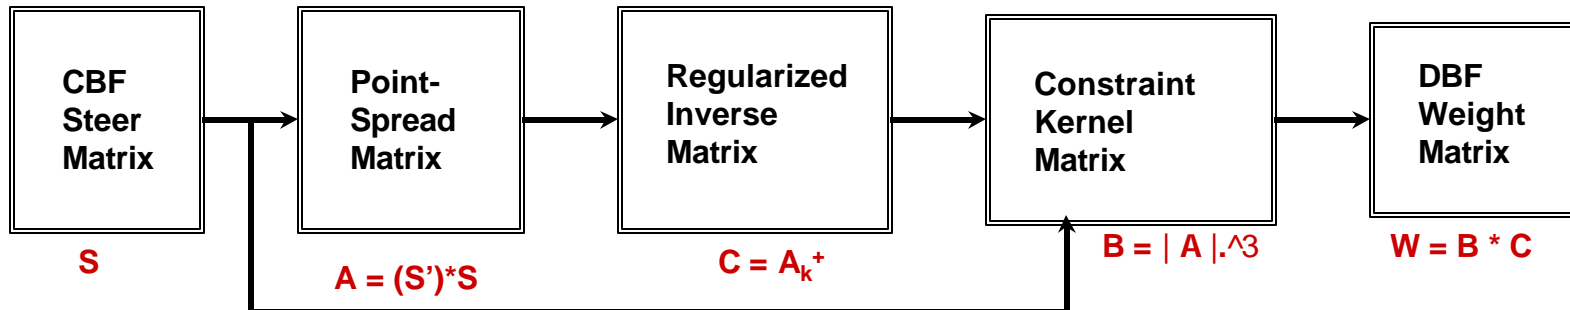 CBF
Steer
Matrix
Point-
Spread
Matrix
Regularized
Inverse
Matrix
Constraint
Kernel
Matrix
DBF
Weight
Matrix
S
A = (S’)*S
C = Aₖ⁺
B = | A |.^3
W = B * C